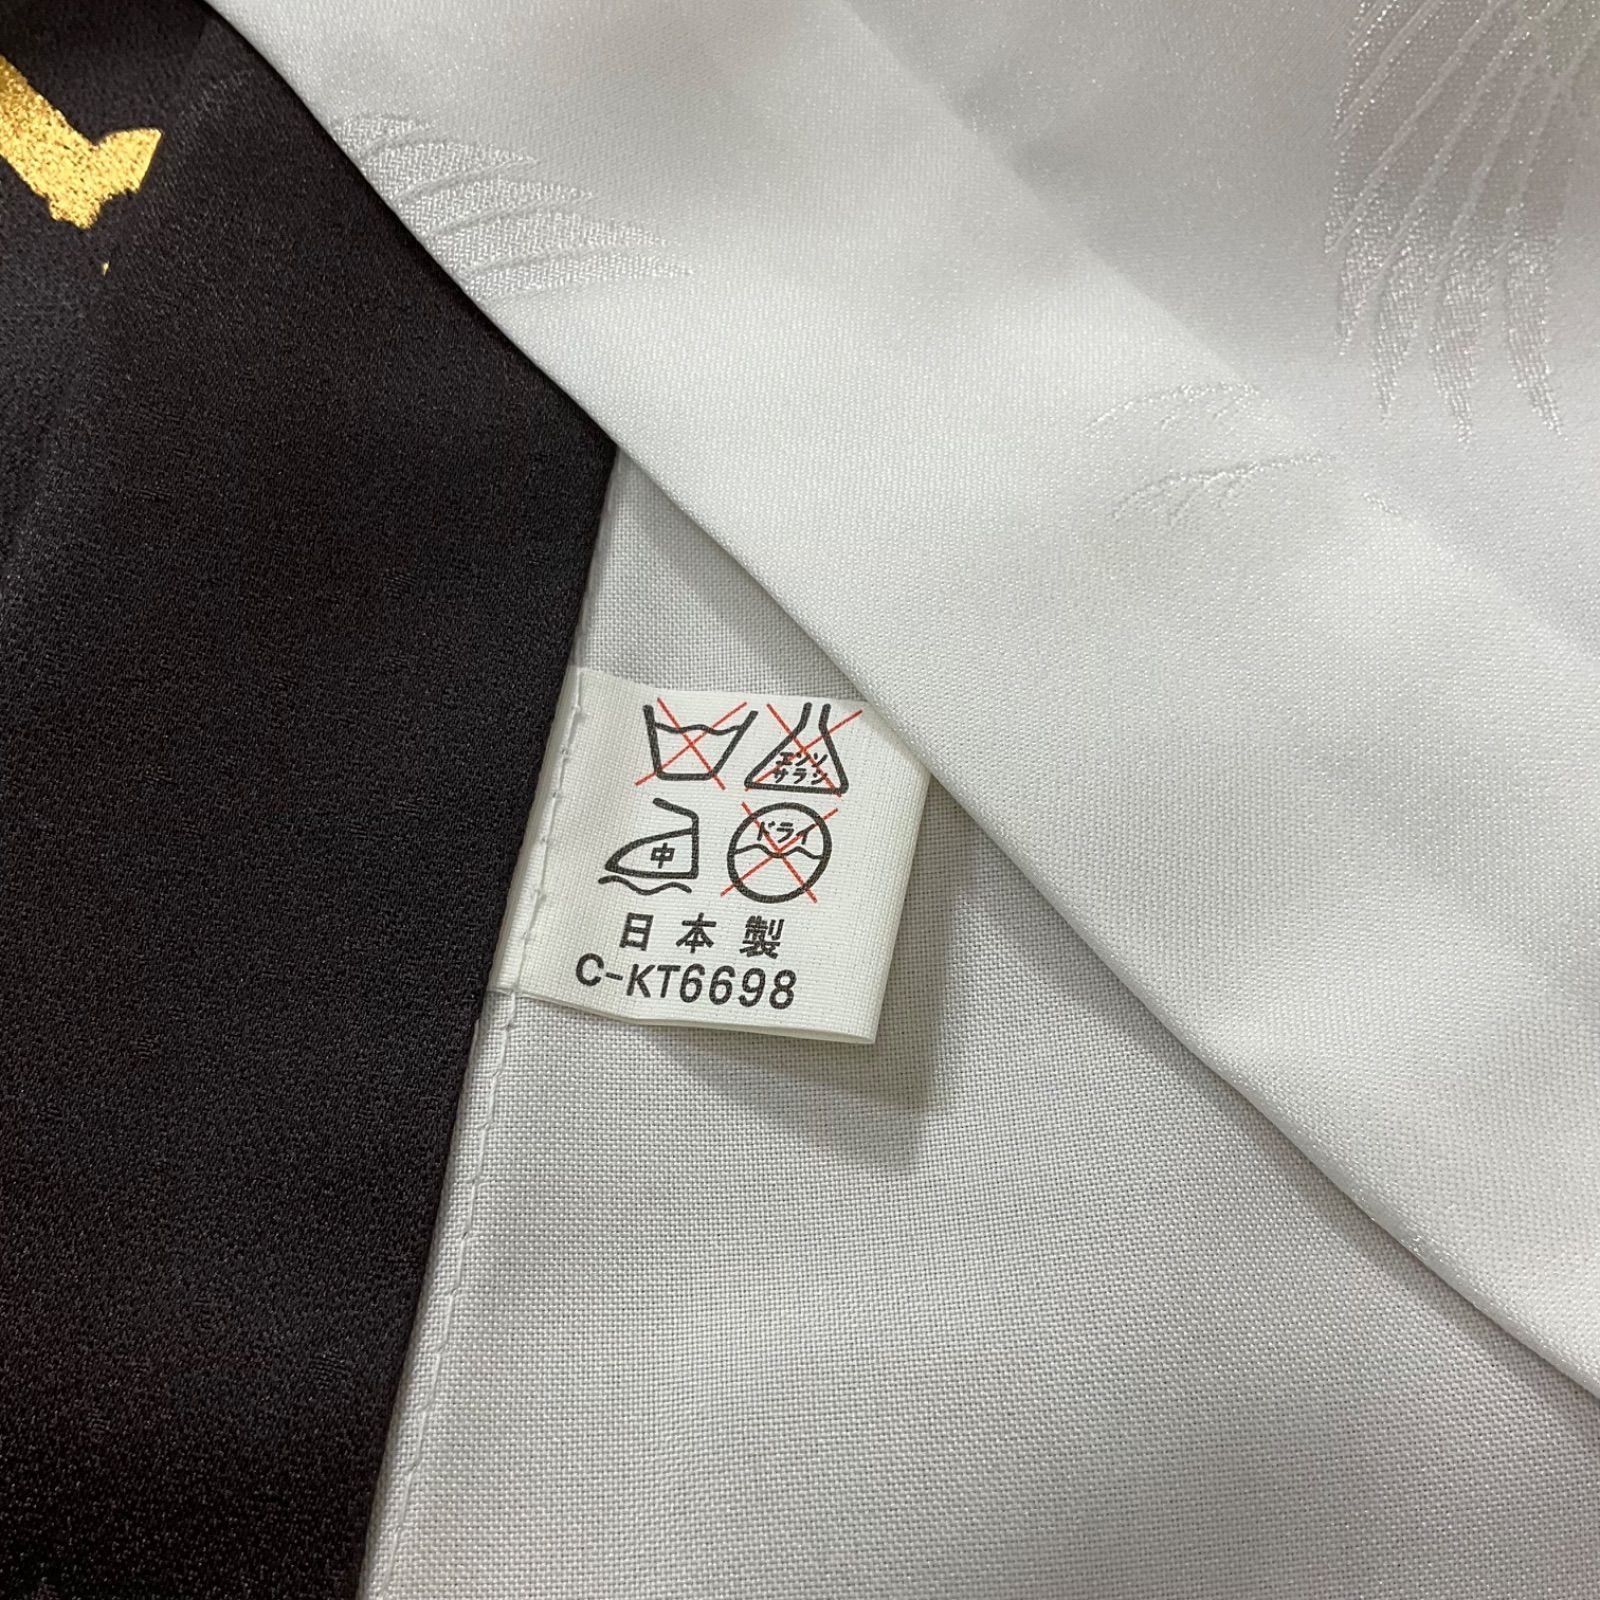 エンソ
サラシ
中
ドライ
日本製
C-KT6698